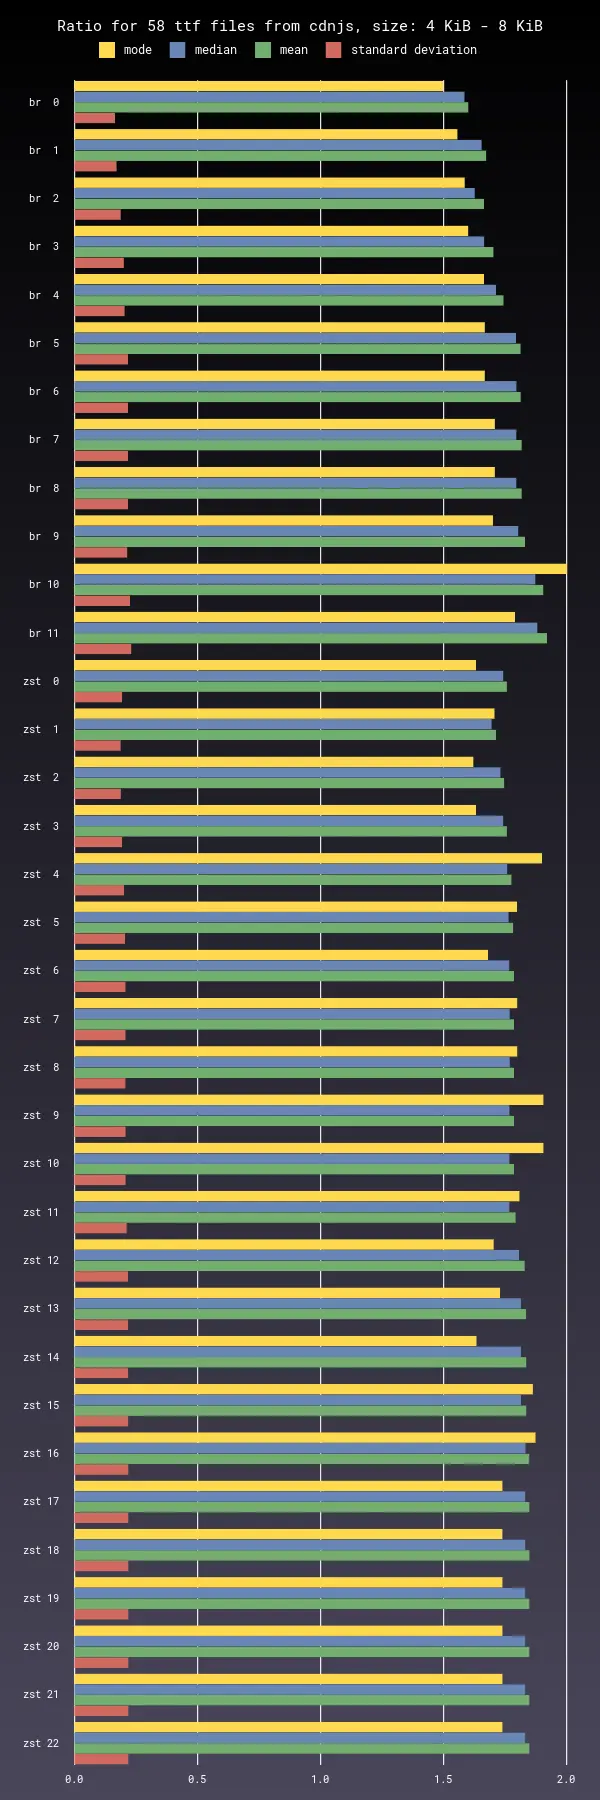 Ratio for 58 ttf files from cdnjs, size: 4 KiB - 8 KiB
mode median mean standard deviation
br 0
br 1
br 2
br 3
br 4
br 5
br 6
br 7
br 8
br 9
br 10
br 11
zst 0
zst 1
zst 2
zst 3
zst 4
zst 5
zst 6
zst 7
zst 8
zst 9
zst 10
zst 11
zst 12
zst 13
zst 14
zst 15
zst 16
zst 17
zst 18
zst 19
zst 20
zst 21
zst 22
0.0 0.5 1.0 1.5 2.0